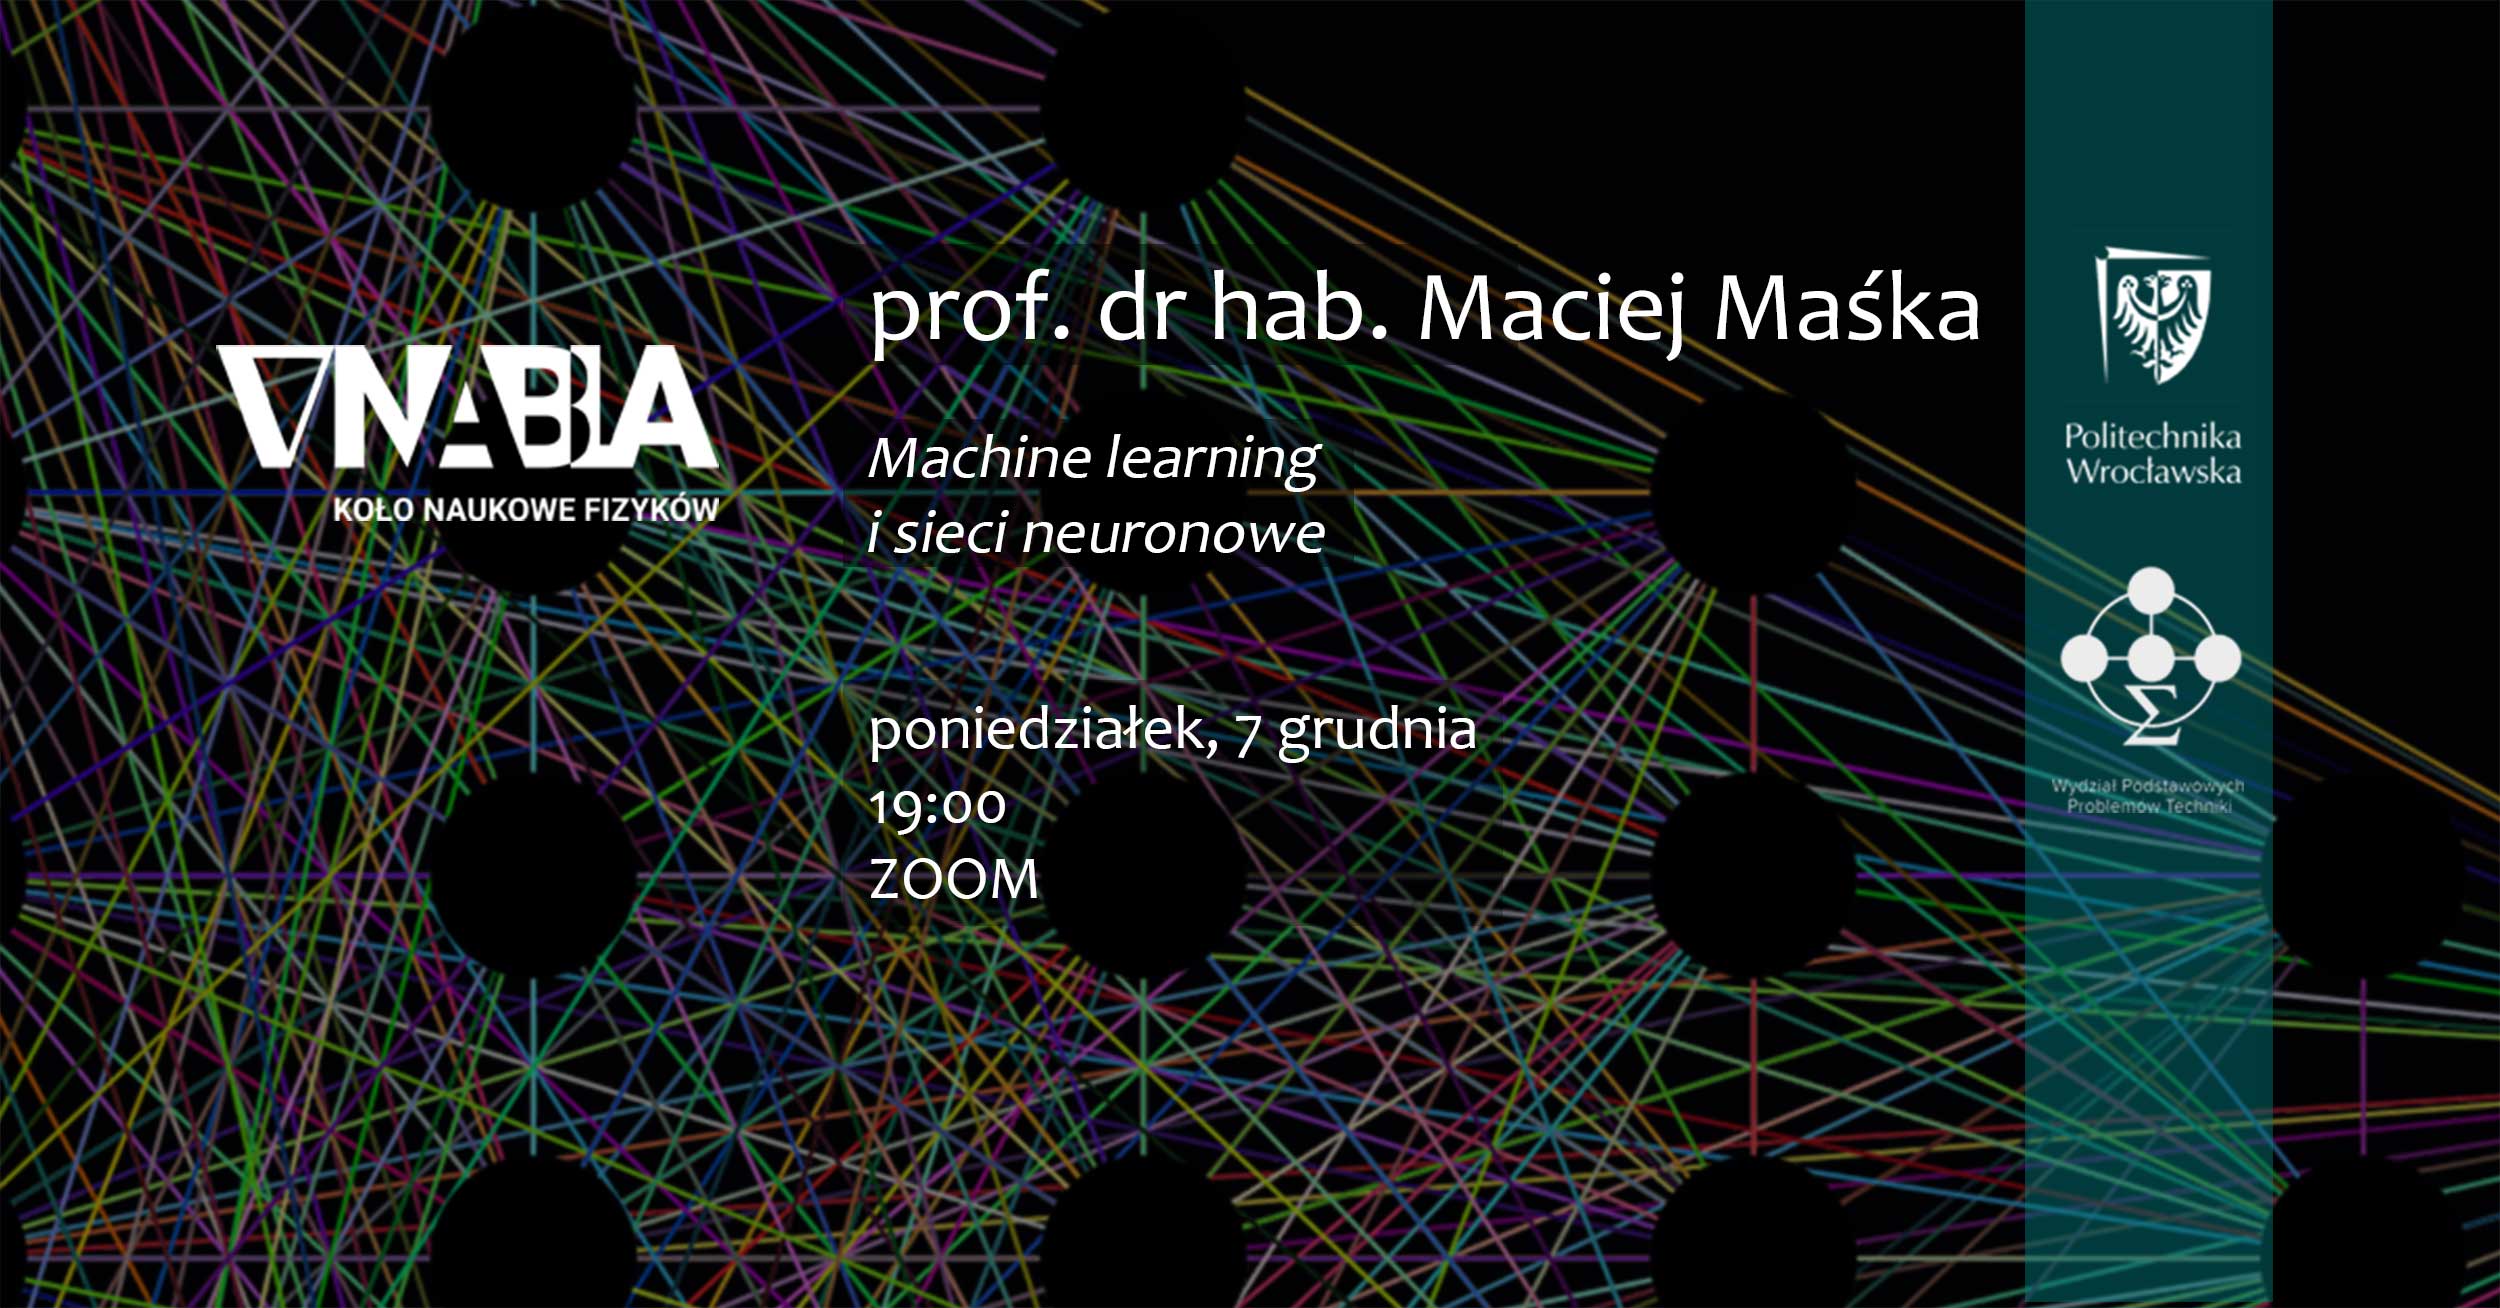 ∇NABLA
KOŁO NAUKOWE FIZYKÓW
prof. dr hab. Maciej Maśka
Machine learning
i sieci neuronowe
poniedziałek, 7 grudnia
19:00
ZOOM
Politechnika
Wrocławska
Σ
Wydział Podstawowych
Problemów Techniki